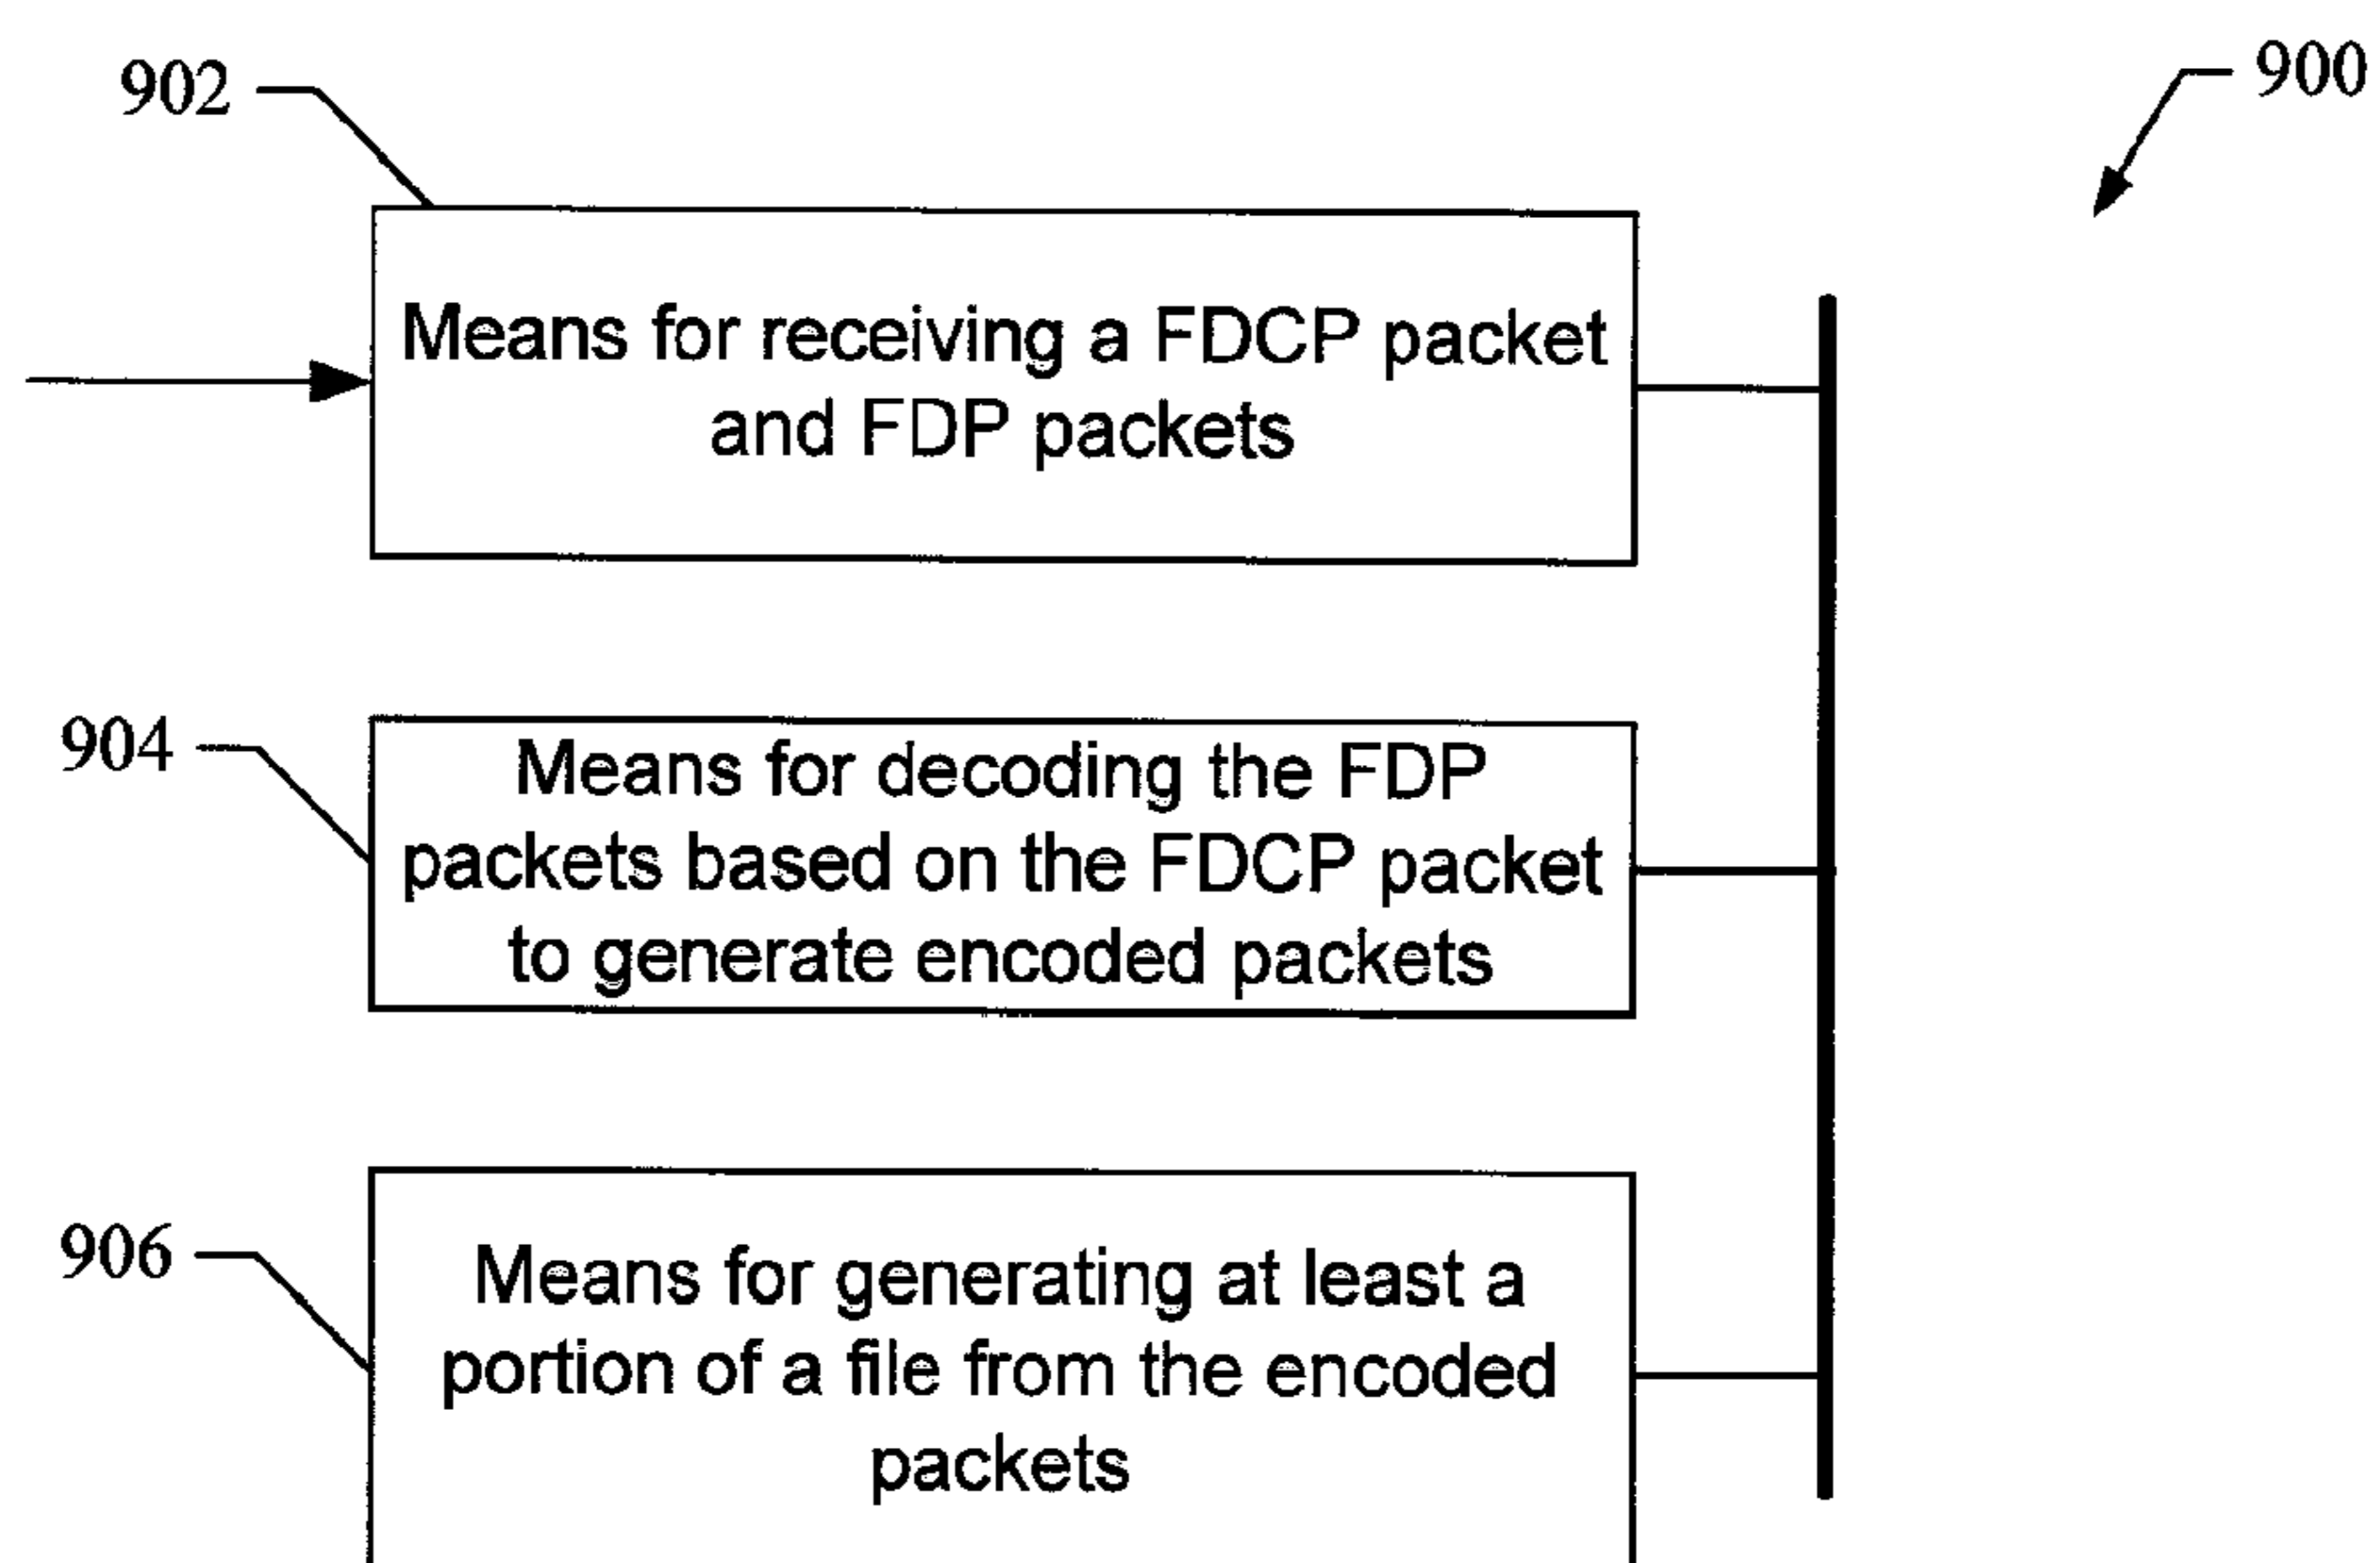 902
900
Means for receiving a FDCP packet
and FDP packets
904
Means for decoding the FDP
packets based on the FDCP packet
to generate encoded packets
906
Means for generating at least a
portion of a file from the encoded
packets